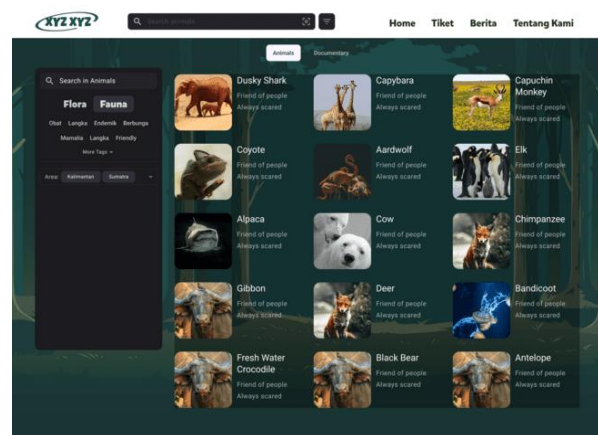 XYZ XYZ
Search animals
Home Tiket Berita Tentang Kami
Animals Documentary
Search in Animals
Flora Fauna
Obat Langka Endemik Berbunga
Mamalia Langka Friendly
More Tags
Area: Kalimantan Sumatra
Dusky Shark
Friend of people
Always scared
Capybara
Friend of people
Always scared
Capuchin
Monkey
Friend of people
Always scared
Coyote
Friend of people
Always scared
Aardwolf
Friend of people
Always scared
Elk
Friend of people
Always scared
Alpaca
Friend of people
Always scared
Cow
Friend of people
Always scared
Chimpanzee
Friend of people
Always scared
Gibbon
Friend of people
Always scared
Deer
Friend of people
Always scared
Bandicoot
Friend of people
Always scared
Fresh Water
Crocodile
Friend of people
Always scared
Black Bear
Friend of people
Always scared
Antelope
Friend of people
Always scared